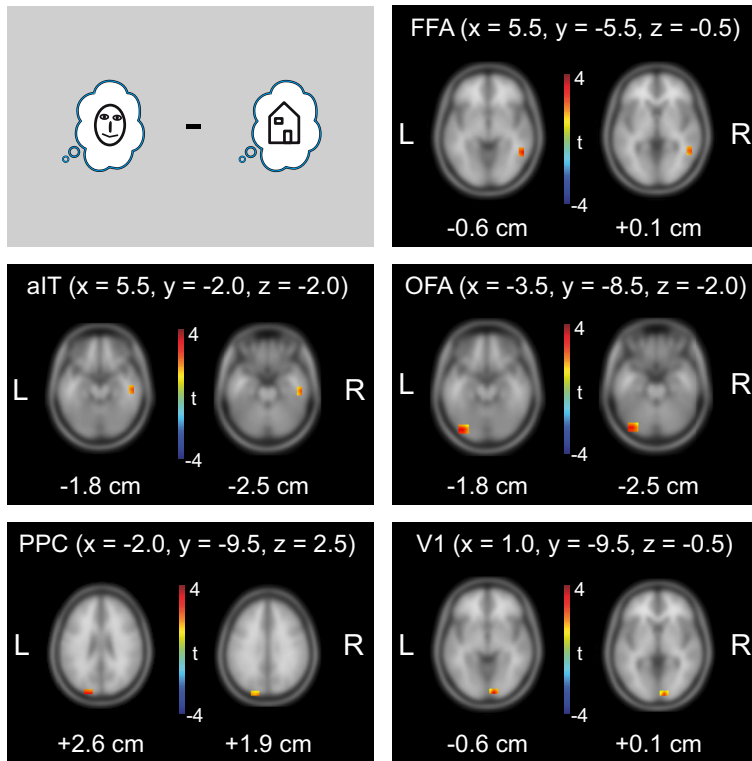 FFA (x = 5.5, y = -5.5, z = -0.5)
L
4
t
-4
R
-0.6 cm
+0.1 cm
aIT (x = 5.5, y = -2.0, z = -2.0)
L
4
t
-4
R
-1.8 cm
-2.5 cm
OFA (x = -3.5, y = -8.5, z = -2.0)
L
4
t
-4
R
-1.8 cm
-2.5 cm
PPC (x = -2.0, y = -9.5, z = 2.5)
L
4
t
-4
R
+2.6 cm
+1.9 cm
V1 (x = 1.0, y = -9.5, z = -0.5)
L
4
t
-4
R
-0.6 cm
+0.1 cm